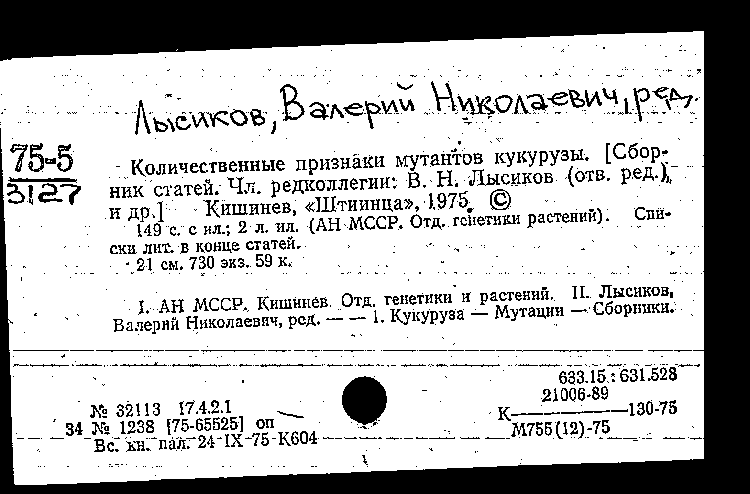 Лысиков, Валерий Николаевич, ред.
75-5
3127
Количественные признаки мутантов кукурузы. [Сбор-
ник статей. Чл. редколлегии: В. Н. Лысиков (отв. ред.),
и др.] Кишинев, «Штиинца», 1975. ©
149 с. с ил.; 2 л. ил. (АН МССР. Отд. генетики растений). Спи-
ски лит. в конце статей.
21 см. 730 экз. 59 к.
I. АН МССР. Кишинев. Отд. генетики и растений. II. Лысиков,
Валерий Николаевич, ред. — — 1. Кукуруза — Мутации — Сборники.
633.15 : 631.528
№ 32113 17.4.2.1
34 № 1238 [75-65525] оп
Вс. кн. пал. 24 IX 75 К604
21006-89
К———130-75
М755(12)-75